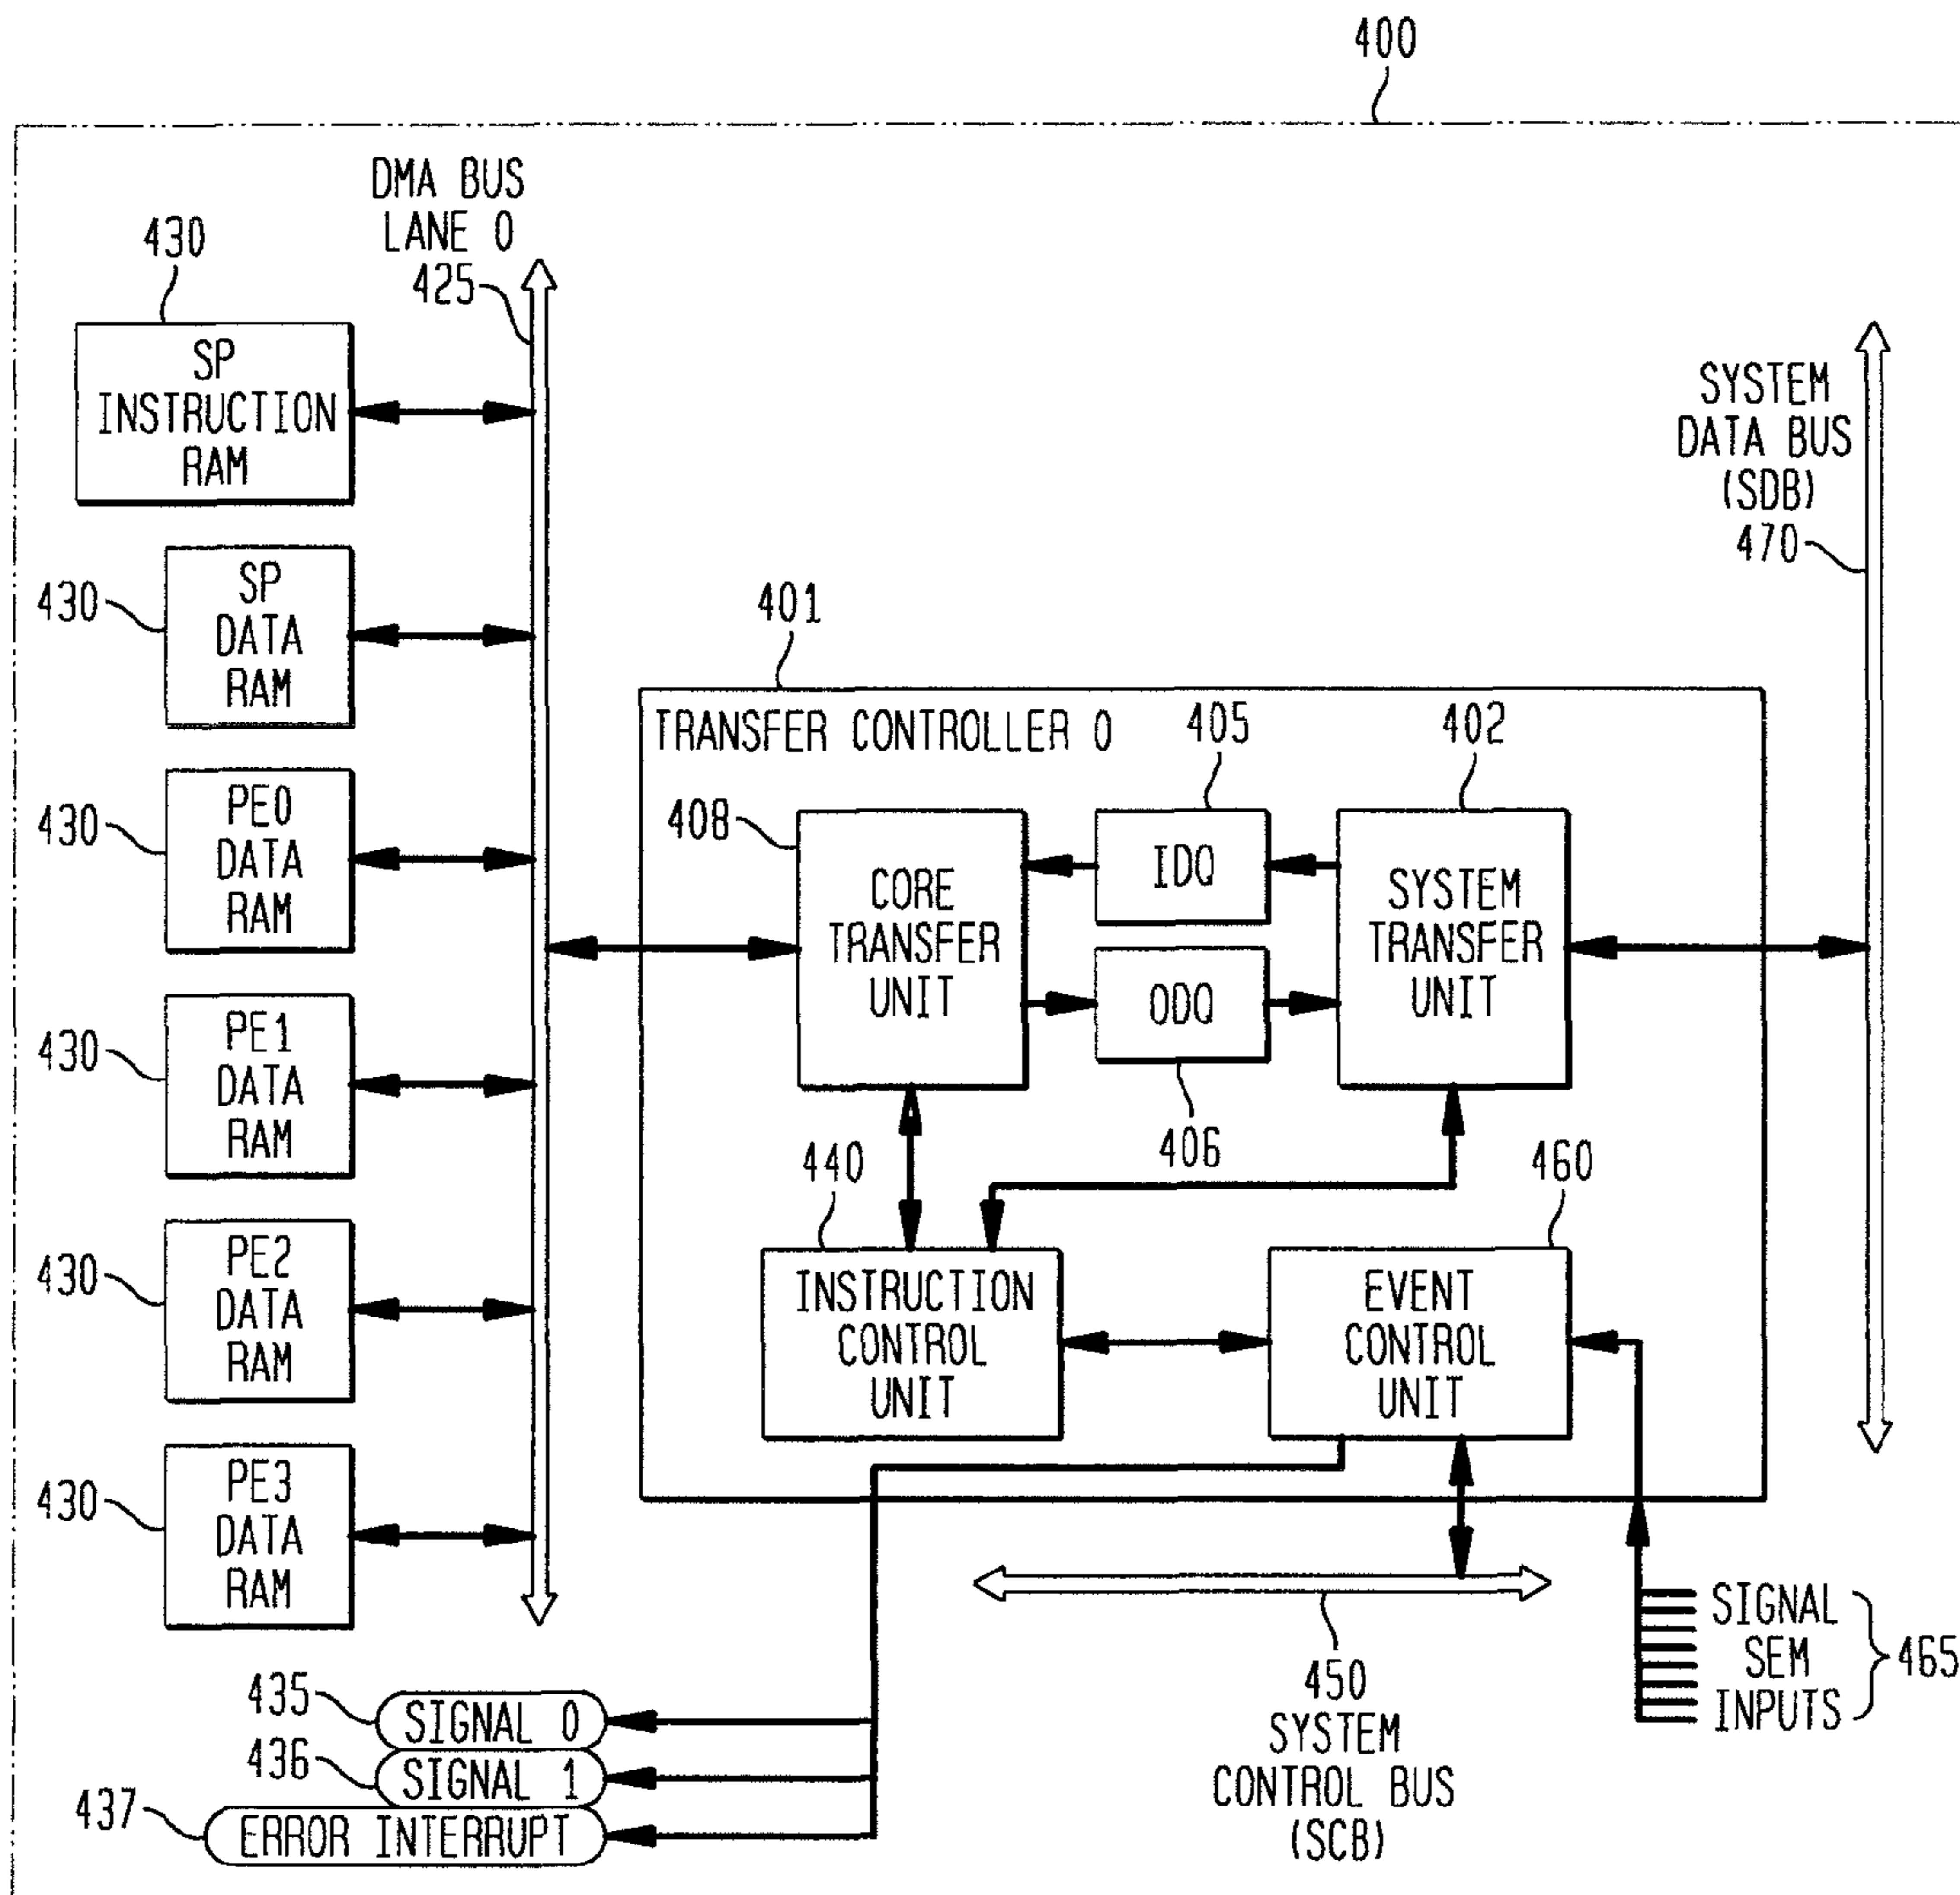 400
DMA BUS
LANE 0
425
430
SP
INSTRUCTION
RAM
430
SP
DATA
RAM
430
PE0
DATA
RAM
430
PE1
DATA
RAM
430
PE2
DATA
RAM
430
PE3
DATA
RAM
SYSTEM
DATA BUS
(SDB)
470
401
TRANSFER CONTROLLER 0
405
402
408
CORE
TRANSFER
UNIT
IDQ
ODQ
SYSTEM
TRANSFER
UNIT
406
440
460
INSTRUCTION
CONTROL
UNIT
EVENT
CONTROL
UNIT
435
SIGNAL 0
436
SIGNAL 1
437
ERROR INTERRUPT
450
SYSTEM
CONTROL BUS
(SCB)
SIGNAL
SEM
INPUTS
465